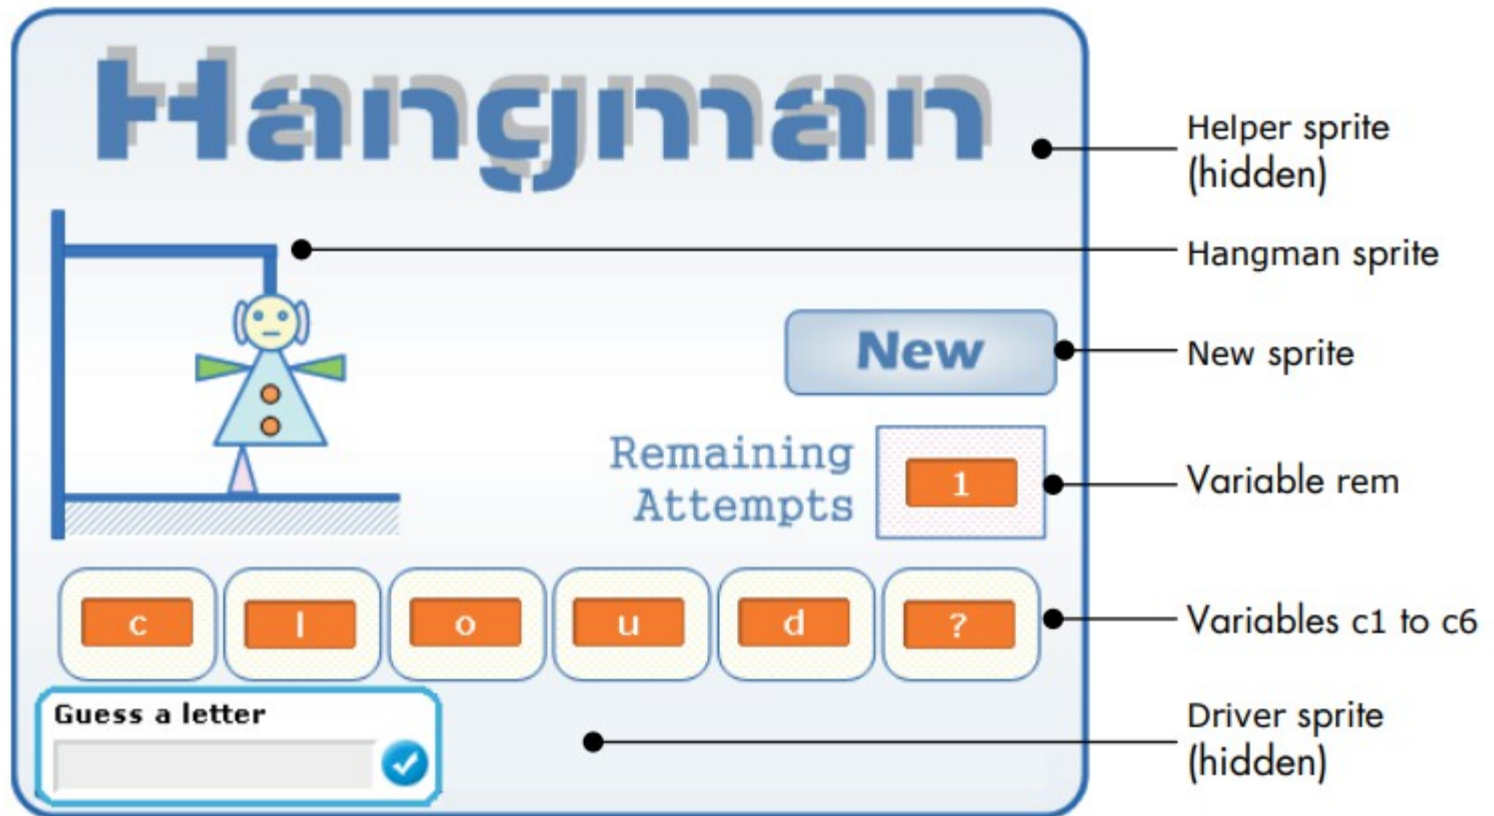 Hangman
Helper sprite
(hidden)
Hangman sprite
New
New sprite
Remaining
Attempts
1
Variable rem
c l o u d ?
Variables c1 to c6
Guess a letter
Driver sprite
(hidden)